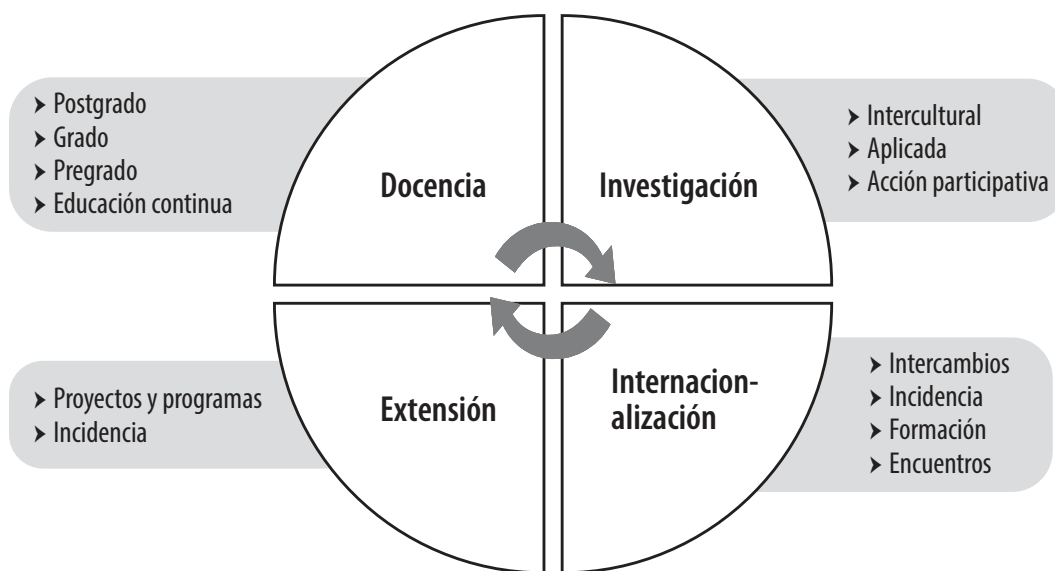 ➤ Postgrado
➤ Grado
➤ Pregrado
➤ Educación continua
Docencia
Investigación
➤ Intercultural
➤ Aplicada
➤ Acción participativa
➤ Proyectos y programas
➤ Incidencia
Extensión
Internacion-
alización
➤ Intercambios
➤ Incidencia
➤ Formación
➤ Encuentros